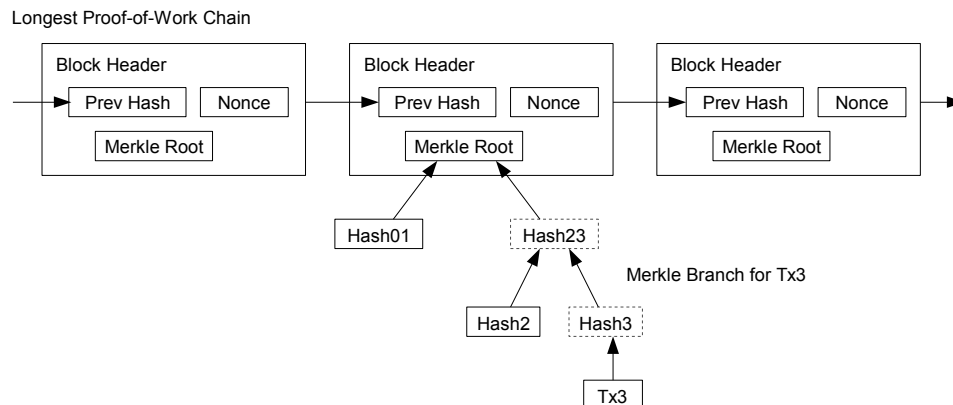 Longest Proof-of-Work Chain
Block Header
Prev Hash
Nonce
Merkle Root
Block Header
Prev Hash
Nonce
Merkle Root
Block Header
Prev Hash
Nonce
Merkle Root
Hash01
Hash23
Merkle Branch for Tx3
Hash2
Hash3
Tx3